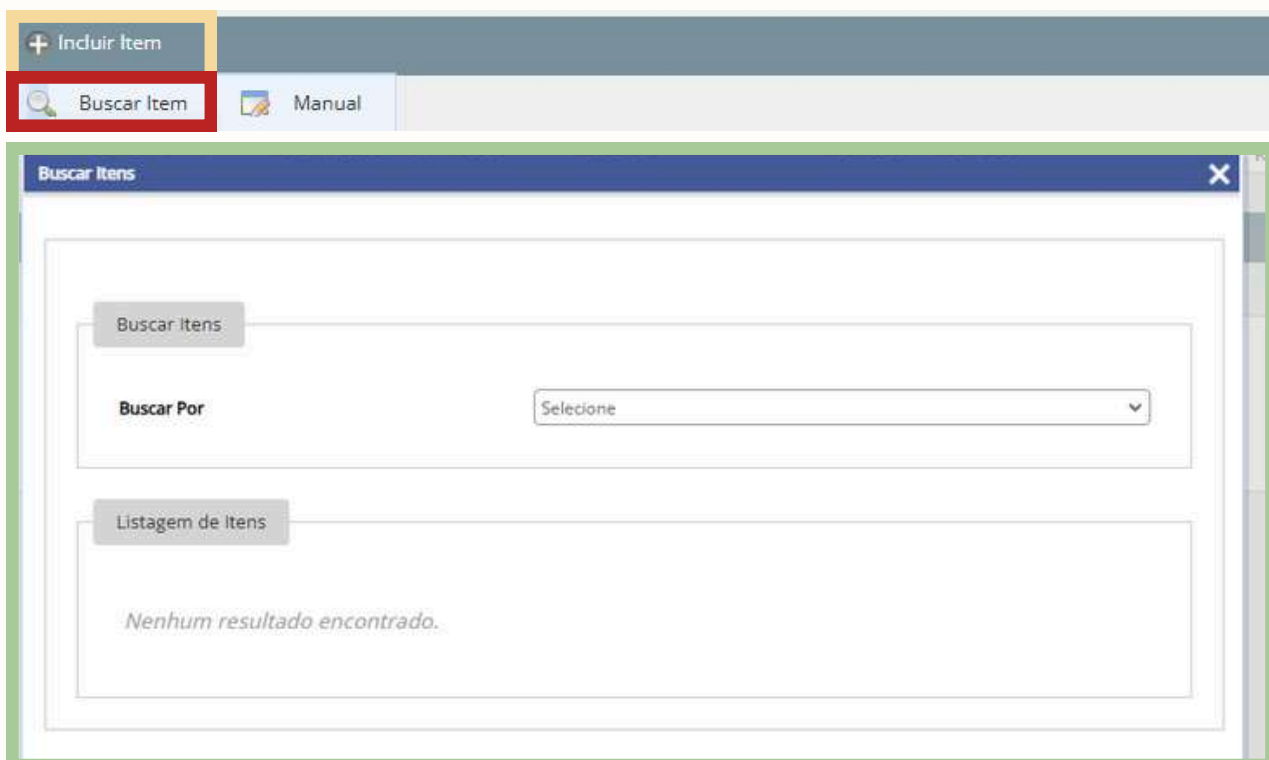 Incluir Item
Buscar Item Manual
Buscar Itens
Buscar Itens
Buscar Por Selecione
Listagem de Itens
Nenhum resultado encontrado.